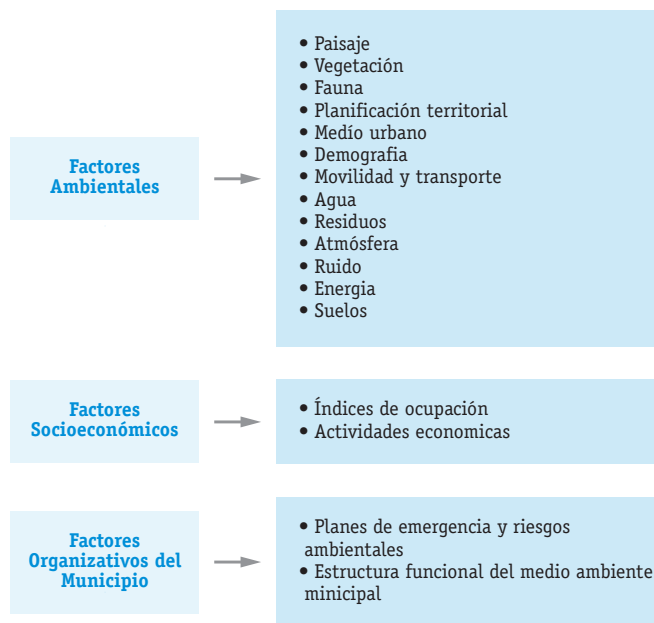 Factores
Ambientales
• Paisaje
• Vegetación
• Fauna
• Planificación territorial
• Medío urbano
• Demografia
• Movilidad y transporte
• Agua
• Residuos
• Atmósfera
• Ruido
• Energia
• Suelos
Factores
Socioeconómicos
• Índices de ocupación
• Actividades economicas
Factores
Organizativos del
Municipio
• Planes de emergencia y riesgos
ambientales
• Estructura funcional del medio ambiente
minicipal